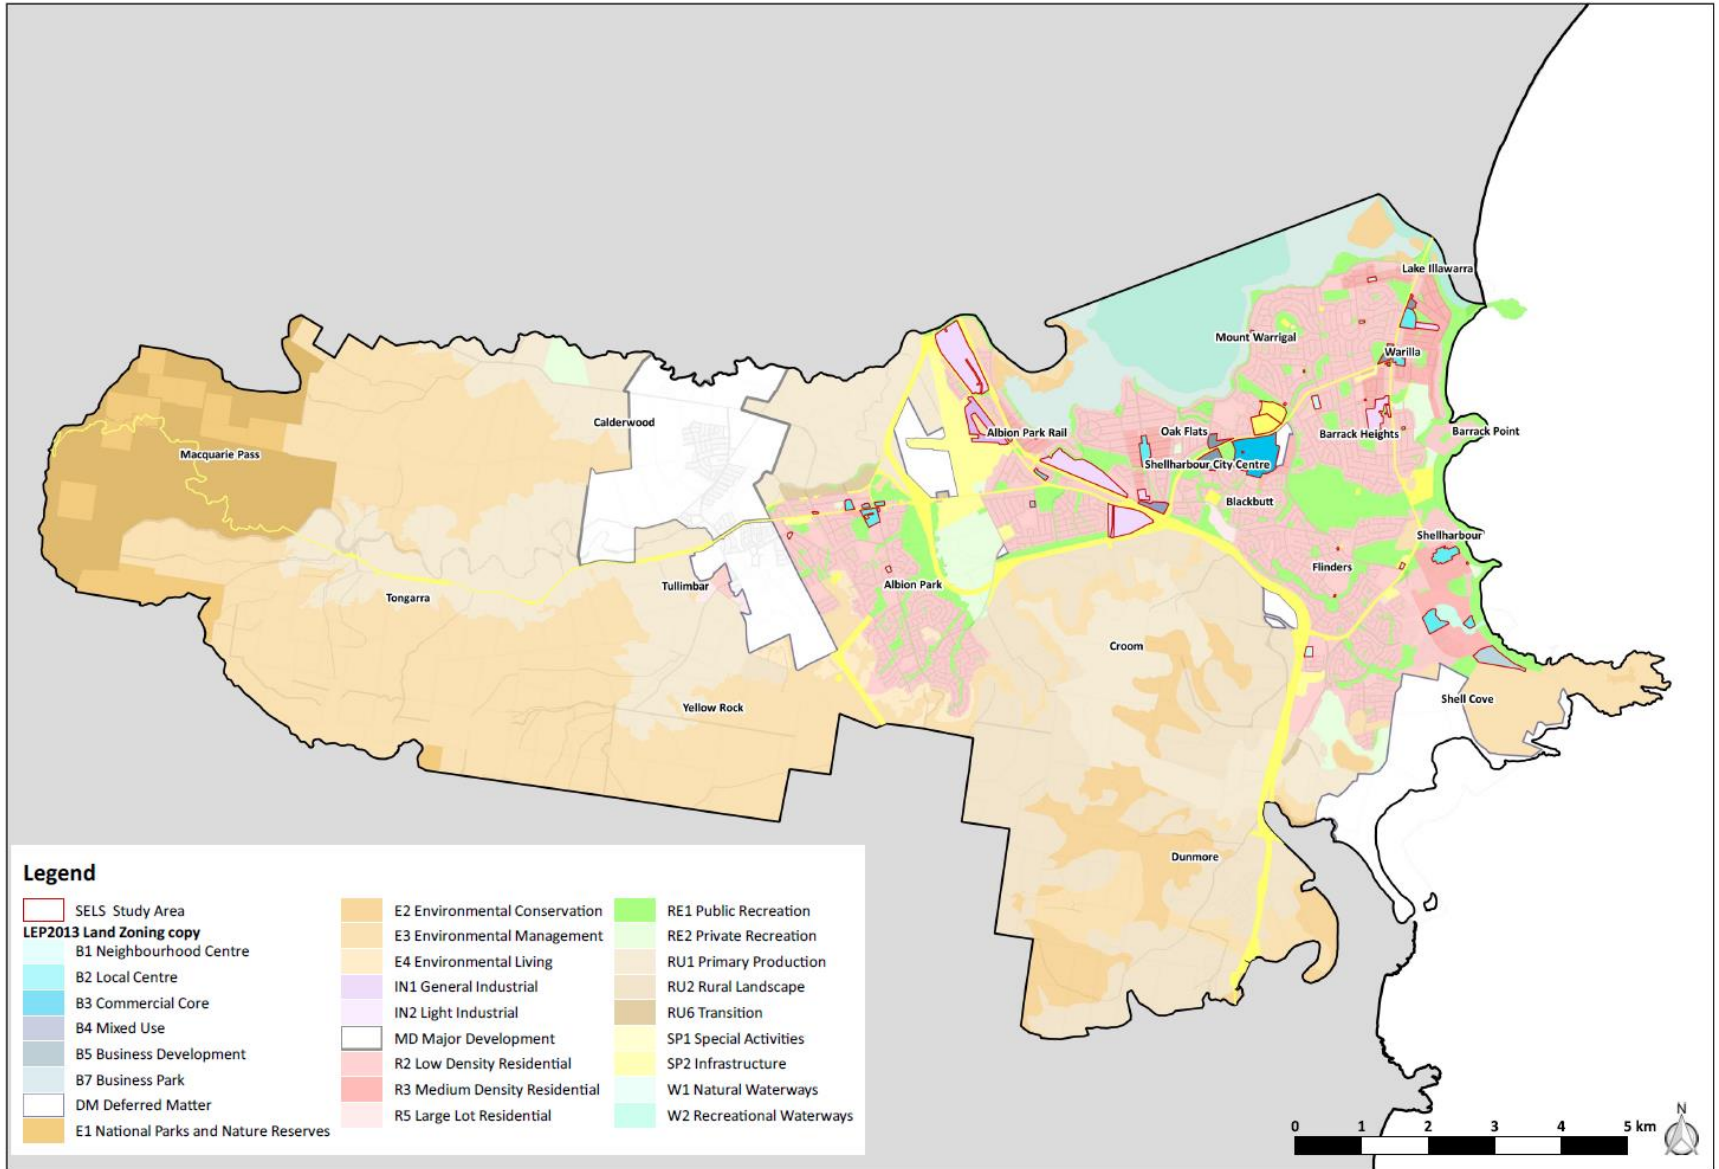 Lake Illawarra
Mount Warrigal
Warilla
Calderwood
Albion Park Rail
Oak Flats
Barrack Heights
Barrack Point
Macquarie Pass
Shellharbour City Centre
Blackbutt
Shellharbour
Flinders
Tullimbar
Albion Park
Tongarra
Croom
Yellow Rock
Shell Cove
Dunmore
Legend
SELS Study Area
LEP2013 Land Zoning copy
B1 Neighbourhood Centre
B2 Local Centre
B3 Commercial Core
B4 Mixed Use
B5 Business Development
B7 Business Park
DM Deferred Matter
E1 National Parks and Nature Reserves
E2 Environmental Conservation
E3 Environmental Management
E4 Environmental Living
IN1 General Industrial
IN2 Light Industrial
MD Major Development
R2 Low Density Residential
R3 Medium Density Residential
R5 Large Lot Residential
RE1 Public Recreation
RE2 Private Recreation
RU1 Primary Production
RU2 Rural Landscape
RU6 Transition
SP1 Special Activities
SP2 Infrastructure
W1 Natural Waterways
W2 Recreational Waterways
0 1 2 3 4 5 km
N